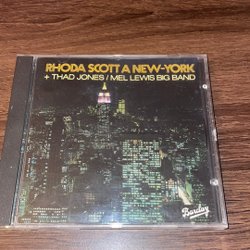 RHODA SCOTT A NEW-YORK
+ THAD JONES / MEL LEWIS BIG BAND
Barclay